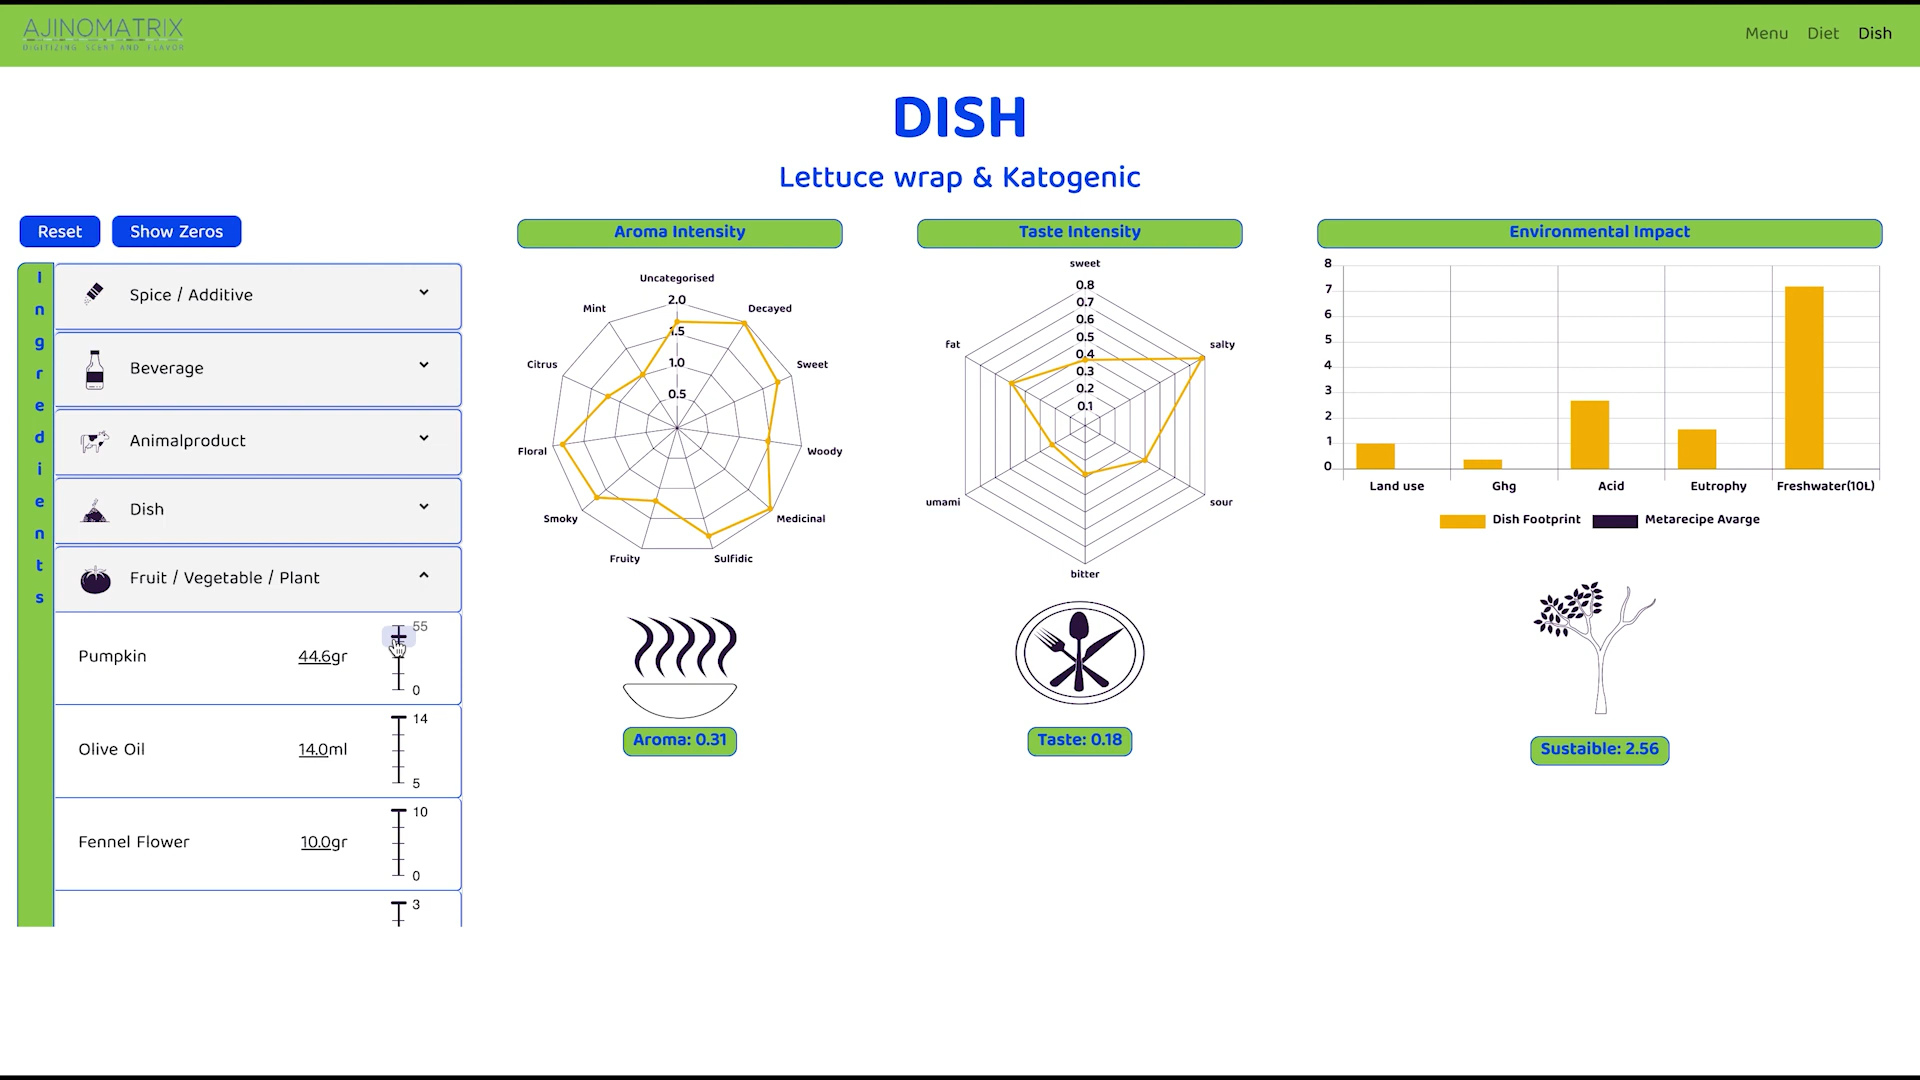 AJINOMATRIX
DIGITIZING SCENT AND FLAVOR
Menu Diet Dish
DISH
Lettuce wrap & Katogenic
Reset Show Zeros
Ingredients
Spice / Additive
Beverage
Animalproduct
Dish
Fruit / Vegetable / Plant
Pumpkin 44.6gr 55 0
Olive Oil 14.0ml 14 5
Fennel Flower 10.0gr 10 0
3
Aroma Intensity
Uncategorised
Mint 2.0 Decayed
1.5
Citrus 1.0 Sweet
0.5
Floral Woody
Smoky Medicinal
Fruity Sulfidic
Aroma: 0.31
Taste Intensity
sweet
0.8
0.7
0.6
0.5
fat salty
0.4
0.3
0.2
0.1
umami sour
bitter
Taste: 0.18
Environmental Impact
8
7
6
5
4
3
2
1
0
Land use Ghg Acid Eutrophy Freshwater(10L)
Dish Footprint Metarecipe Avarge
Sustaible: 2.56